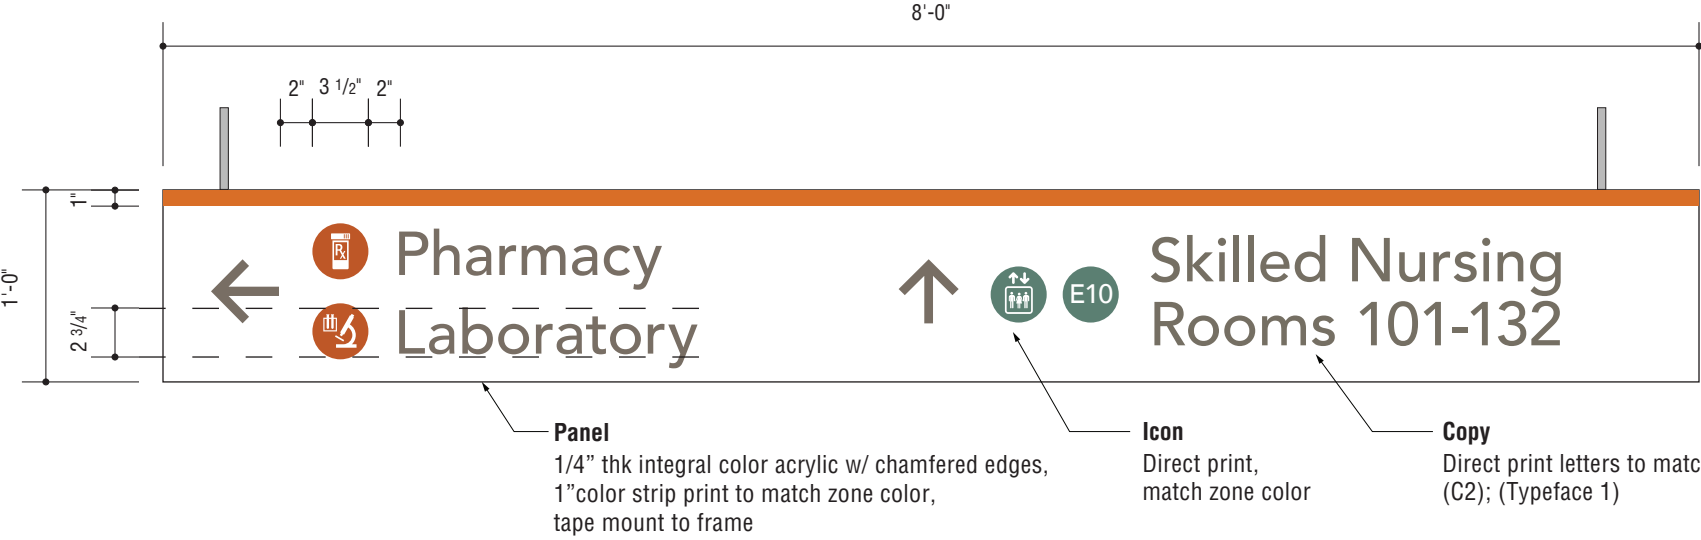 8'-0"
2" 3 1/2" 2"
1"
1'-0"
2 3/4"
Pharmacy
Laboratory
E10
Skilled Nursing
Rooms 101-132
Panel
1/4” thk integral color acrylic w/ chamfered edges,
1”color strip print to match zone color,
tape mount to frame
Icon
Direct print,
match zone color
Copy
Direct print letters to matc
(C2); (Typeface 1)
Rx